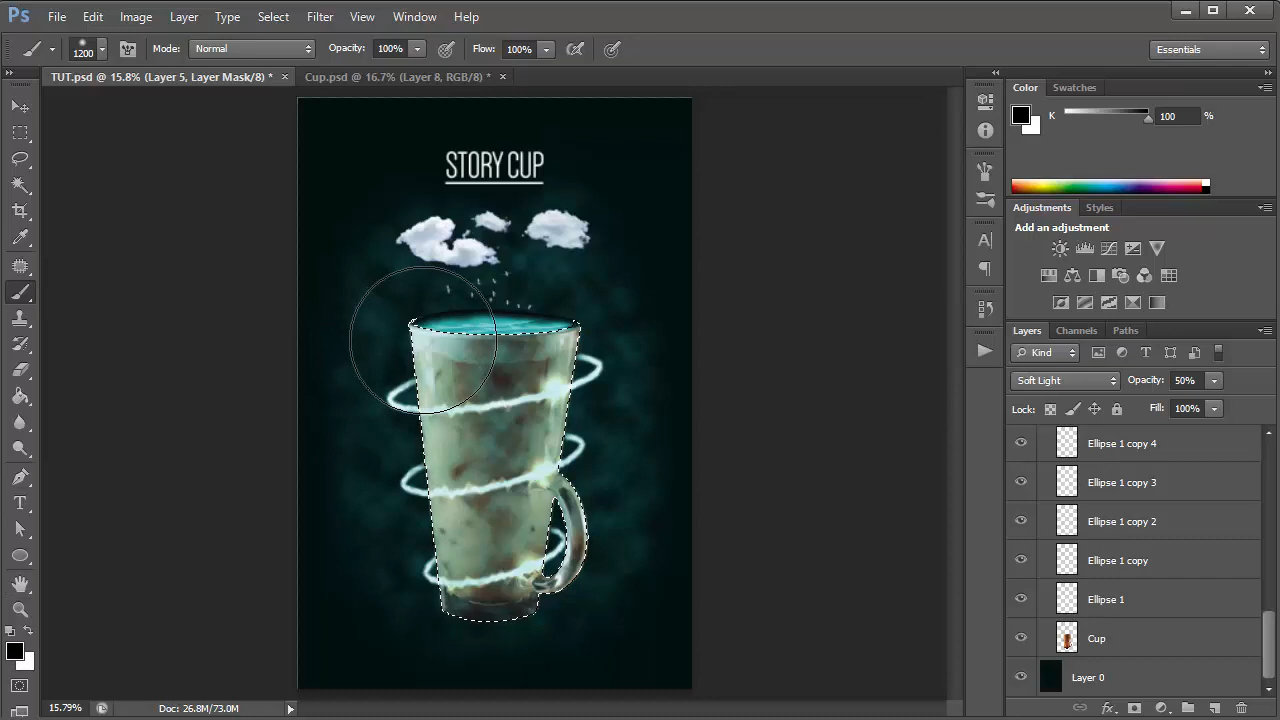 Ps File Edit Image Layer Type Select Filter View Window Help
1200 Mode: Normal Opacity: 100% Flow: 100% Essentials
TUT.psd @ 15.8% (Layer 5, Layer Mask/8) * Cup.psd @ 16.7% (Layer 8, RGB/8) *
STORY CUP
Color Swatches
K 100 %
Adjustments Styles
Add an adjustment
Layers Channels Paths
Kind
Soft Light Opacity: 50%
Lock: Fill: 100%
Ellipse 1 copy 4
Ellipse 1 copy 3
Ellipse 1 copy 2
Ellipse 1 copy
Ellipse 1
Cup
Layer 0
15.79% Doc: 26.8M/73.0M